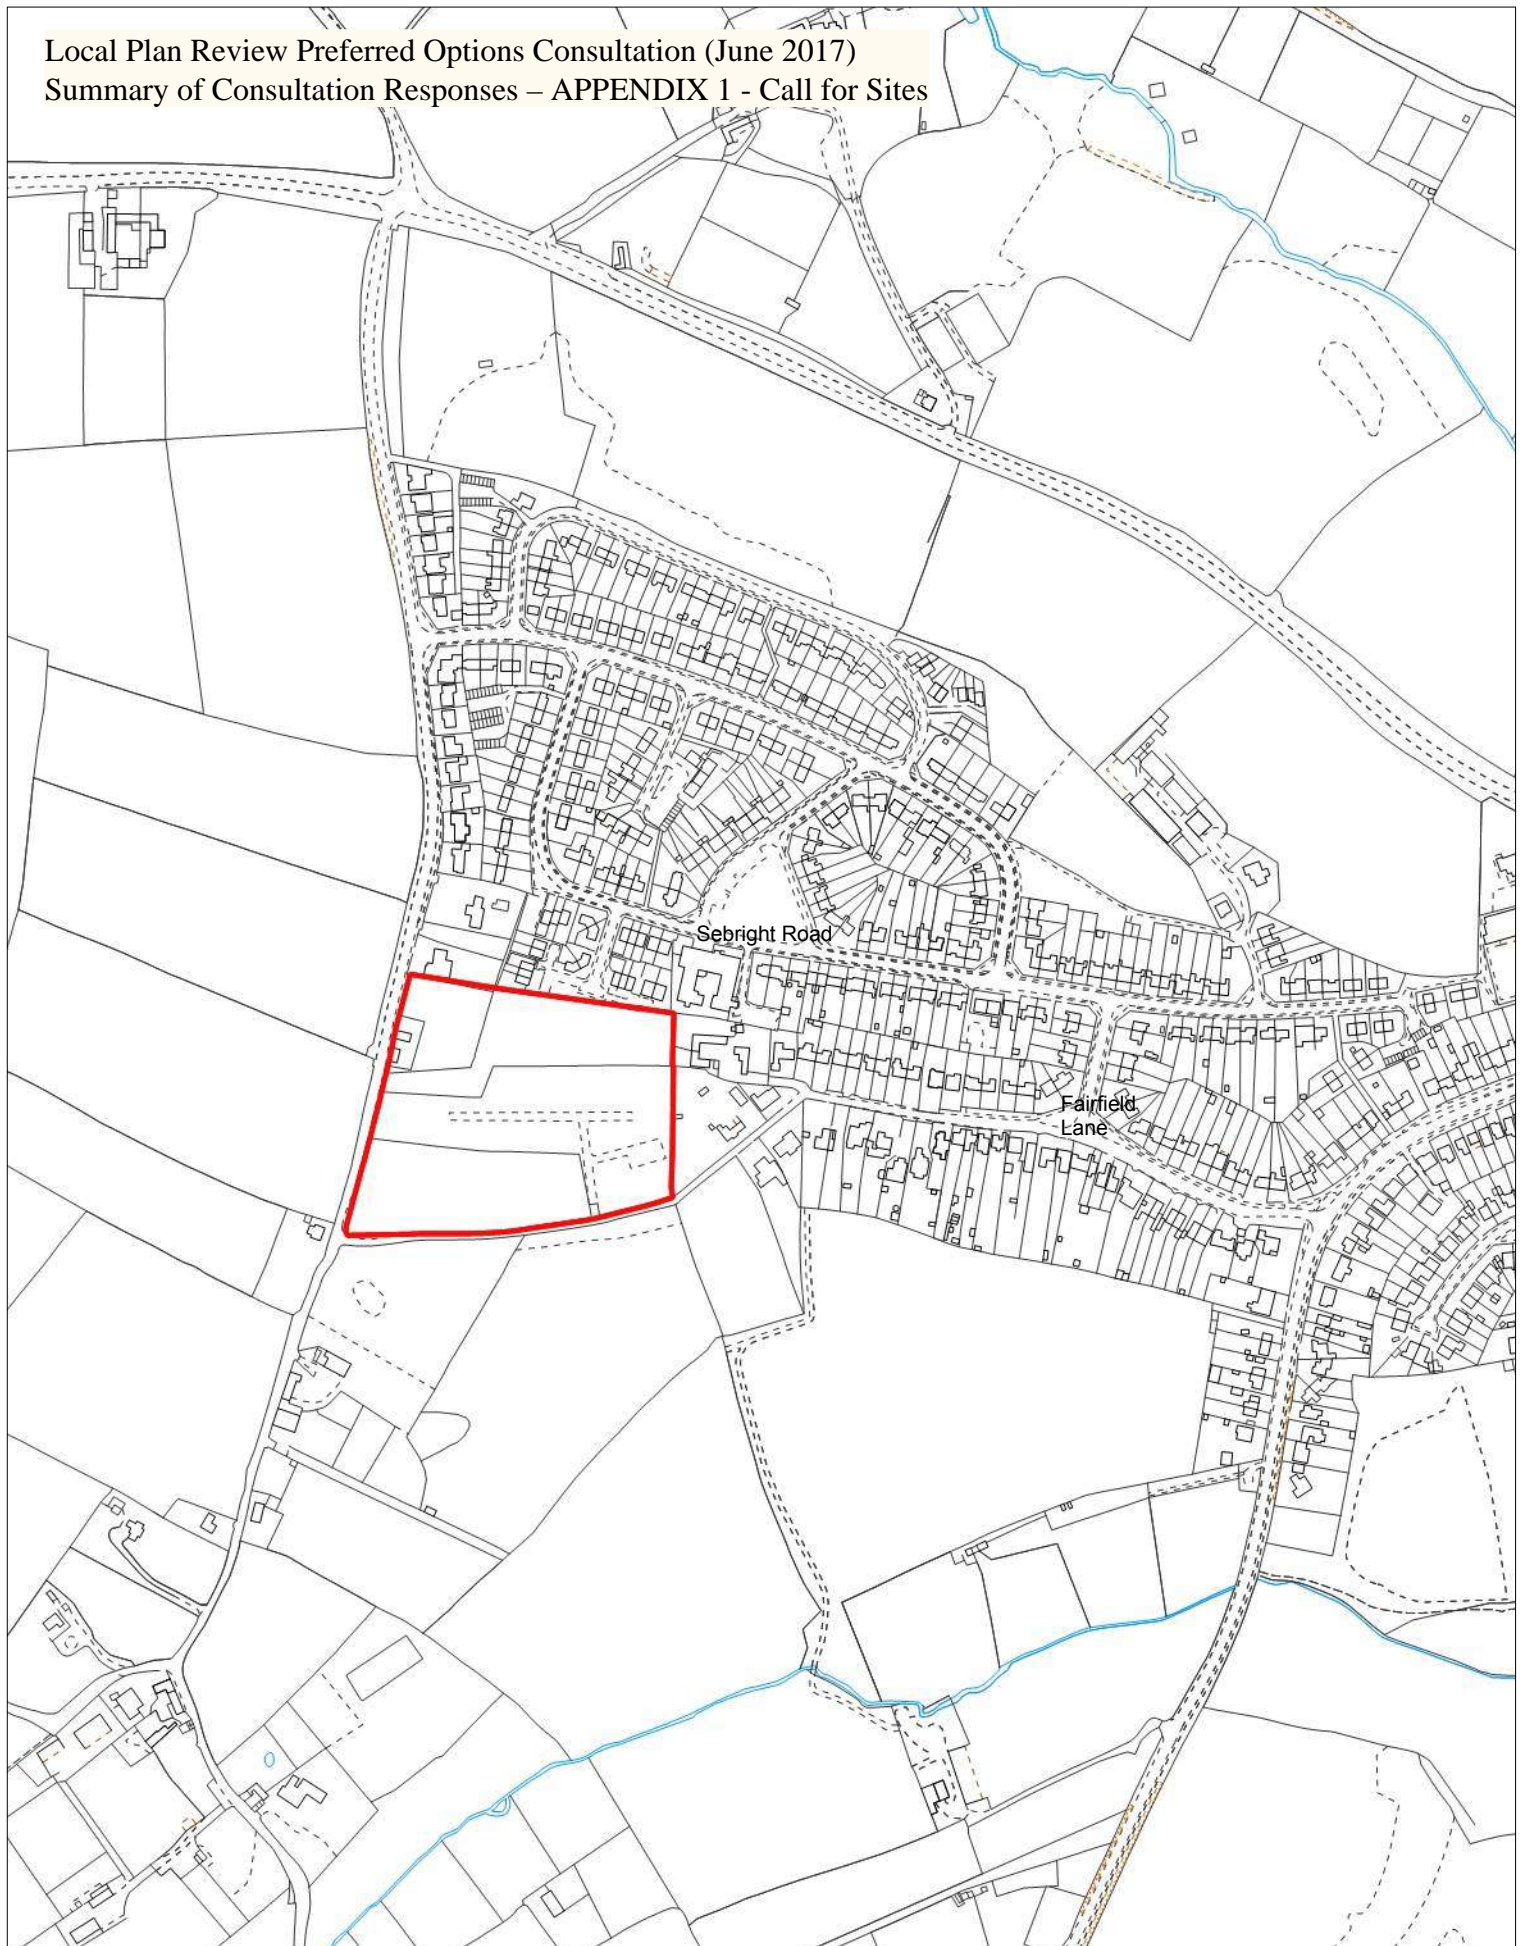 Local Plan Review Preferred Options Consultation (June 2017)
Summary of Consultation Responses – APPENDIX 1 - Call for Sites
Sebright Road
Fairfield
Lane